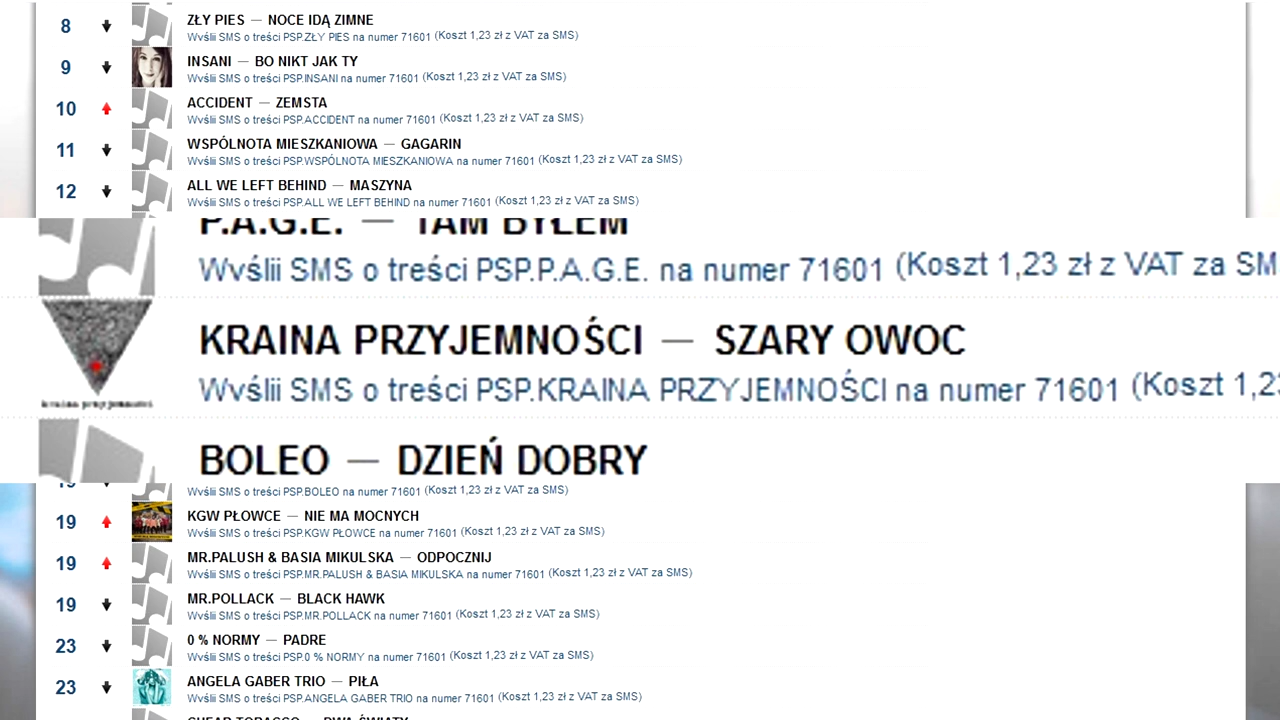 8 ZŁY PIES — NOCE IDĄ ZIMNE
Wyślij SMS o treści PSP.ZŁY PIES na numer 71601 (Koszt 1,23 zł z VAT za SMS)
9 INSANI — BO NIKT JAK TY
Wyślij SMS o treści PSP.INSANI na numer 71601 (Koszt 1,23 zł z VAT za SMS)
10 ACCIDENT — ZEMSTA
Wyślij SMS o treści PSP.ACCIDENT na numer 71601 (Koszt 1,23 zł z VAT za SMS)
11 WSPÓLNOTA MIESZKANIOWA — GAGARIN
Wyślij SMS o treści PSP.WSPÓLNOTA MIESZKANIOWA na numer 71601 (Koszt 1,23 zł z VAT za SMS)
12 ALL WE LEFT BEHIND — MASZYNA
Wyślij SMS o treści PSP.ALL WE LEFT BEHIND na numer 71601 (Koszt 1,23 zł z VAT za SMS)
P.A.G.E. — TAM BYŁEM
Wyślij SMS o treści PSP.P.A.G.E. na numer 71601 (Koszt 1,23 zł z VAT za SM
KRAINA PRZYJEMNOŚCI — SZARY OWOC
kraina przyjemności
Wyślij SMS o treści PSP.KRAINA PRZYJEMNOŚCI na numer 71601 (Koszt 1,23
BOLEO — DZIEŃ DOBRY
19
Wyślij SMS o treści PSP.BOLEO na numer 71601 (Koszt 1,23 zł z VAT za SMS)
19 KGW PŁOWCE — NIE MA MOCNYCH
Wyślij SMS o treści PSP.KGW PŁOWCE na numer 71601 (Koszt 1,23 zł z VAT za SMS)
19 MR.PALUSH & BASIA MIKULSKA — ODPOCZNIJ
Wyślij SMS o treści PSP.MR.PALUSH & BASIA MIKULSKA na numer 71601 (Koszt 1,23 zł z VAT za SMS)
19 MR.POLLACK — BLACK HAWK
Wyślij SMS o treści PSP.MR.POLLACK na numer 71601 (Koszt 1,23 zł z VAT za SMS)
23 0 % NORMY — PADRE
Wyślij SMS o treści PSP.0 % NORMY na numer 71601 (Koszt 1,23 zł z VAT za SMS)
23 ANGELA GABER TRIO — PIŁA
Wyślij SMS o treści PSP.ANGELA GABER TRIO na numer 71601 (Koszt 1,23 zł z VAT za SMS)
CHEAP TOBACCO — DWA ŚWIATY